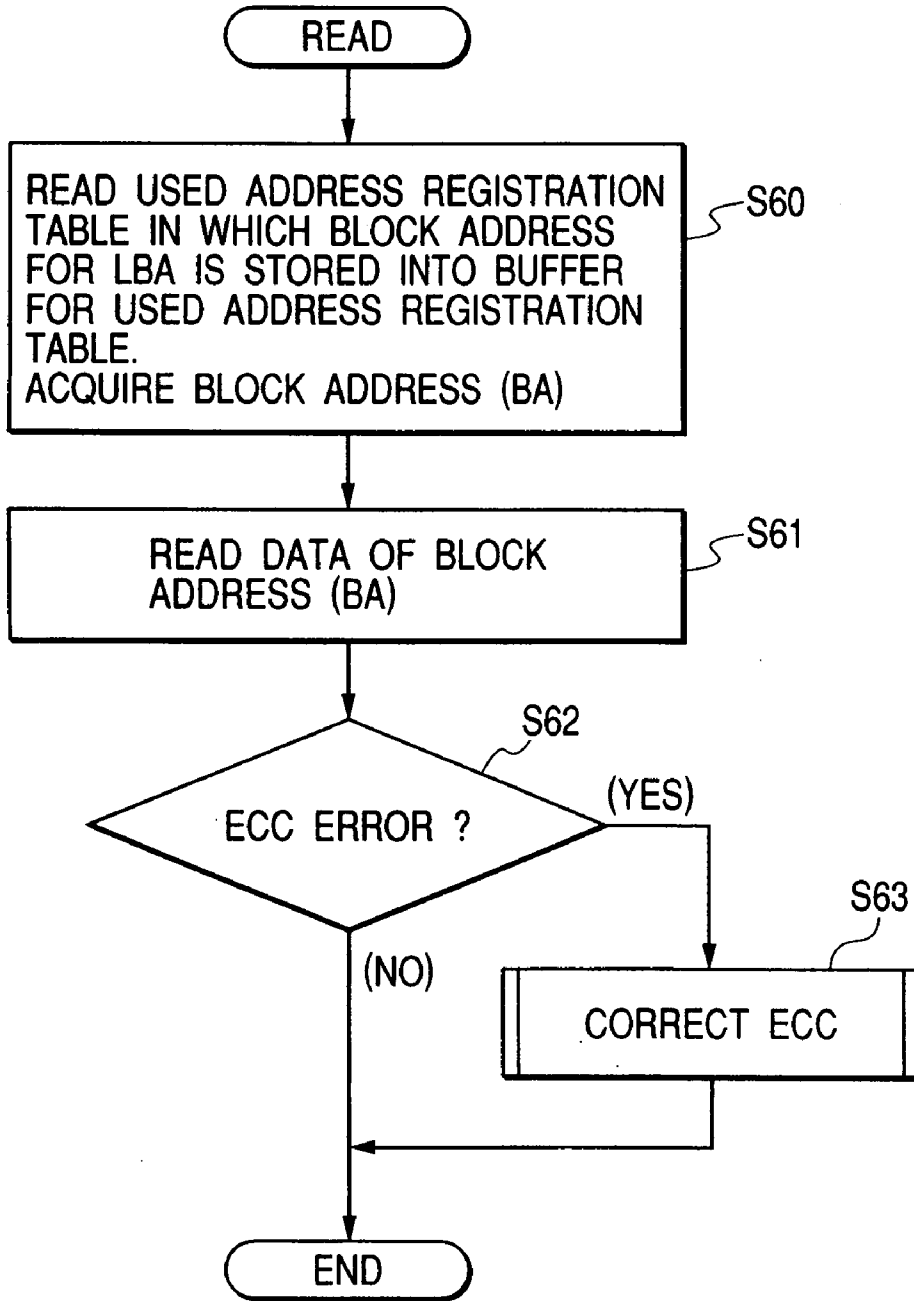 READ
READ USED ADDRESS REGISTRATION
TABLE IN WHICH BLOCK ADDRESS
FOR LBA IS STORED INTO BUFFER
FOR USED ADDRESS REGISTRATION
TABLE.
ACQUIRE BLOCK ADDRESS (BA)
S60
READ DATA OF BLOCK
ADDRESS (BA)
S61
S62
ECC ERROR ?
(YES)
(NO)
S63
CORRECT ECC
END